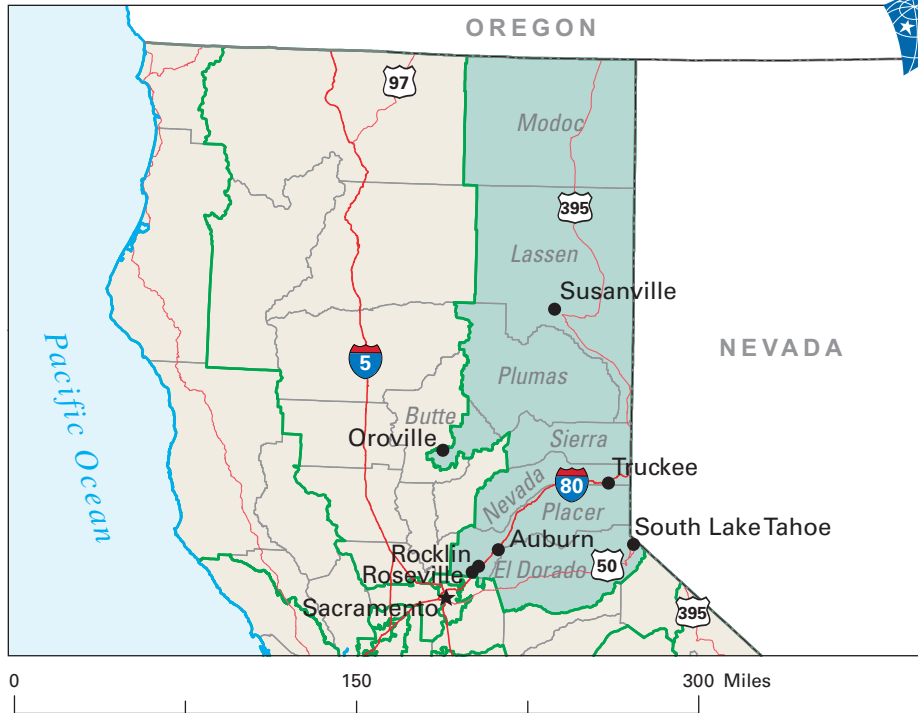 OREGON
97
Modoc
395
Lassen
Susanville
NEVADA
5
Plumas
Pacific Ocean
Butte
Oroville
Sierra
Truckee
80
Nevada
Placer
South Lake Tahoe
Auburn
Rocklin
El Dorado
50
Roseville
Sacramento
395
0 150 300 Miles